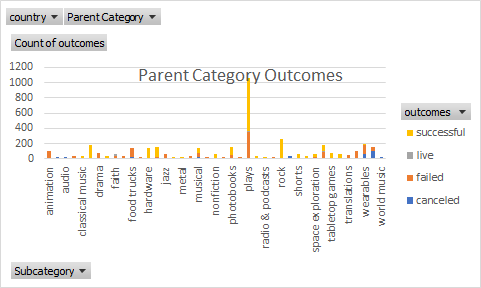 country
Parent Category
Count of outcomes
Parent Category Outcomes
1200
1000
800
600
400
200
0
animation
audio
classical music
drama
faith
food trucks
hardware
jazz
metal
musical
nonfiction
photobooks
plays
radio & podcasts
rock
shorts
space exploration
tabletop games
translations
wearables
world music
outcomes
successful
live
failed
canceled
Subcategory